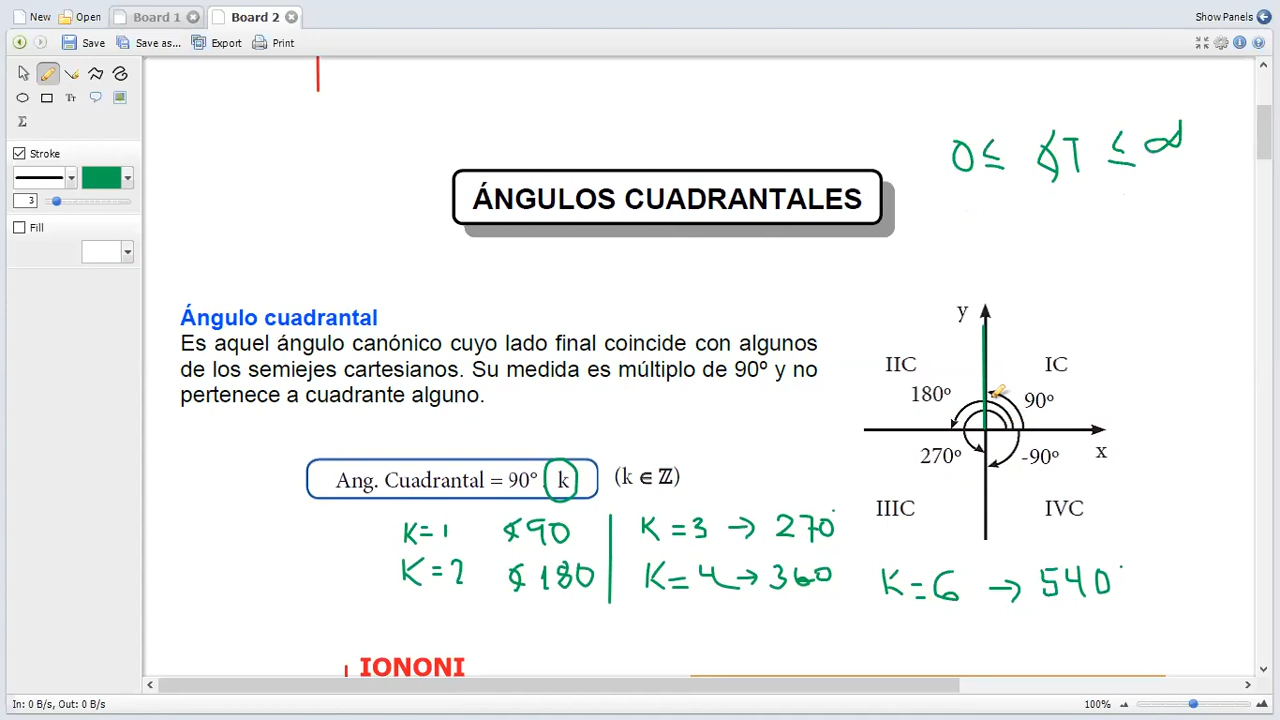 New Open Board 1 Board 2 Show Panels
Save Save as... Export Print
Tт
Σ
Stroke
3
Fill
0 ≤ ∢T ≤ ∞
ÁNGULOS CUADRANTALES
Ángulo cuadrantal
Es aquel ángulo canónico cuyo lado final coincide con algunos
de los semiejes cartesianos. Su medida es múltiplo de 90º y no
pertenece a cuadrante alguno.
Ang. Cuadrantal = 90° k (k ∈ ℤ)
K=1 ∢90
K=2 ∢180
K=3 → 270°
K=4 → 360
K=6 → 540°
y
IIC IC
180º 90º
x
270º -90º
IIIC IVC
IONONI
In: 0 B/s, Out: 0 B/s 100%